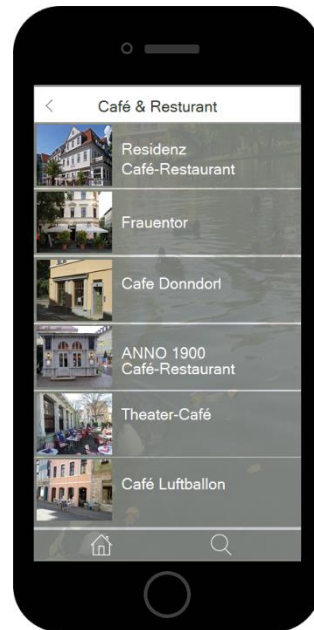 Café & Resturant
Residenz
Café-Restaurant
Frauentor
Cafe Donndorf
ANNO 1900
Café-Restaurant
Theater-Café
Café Luftballon